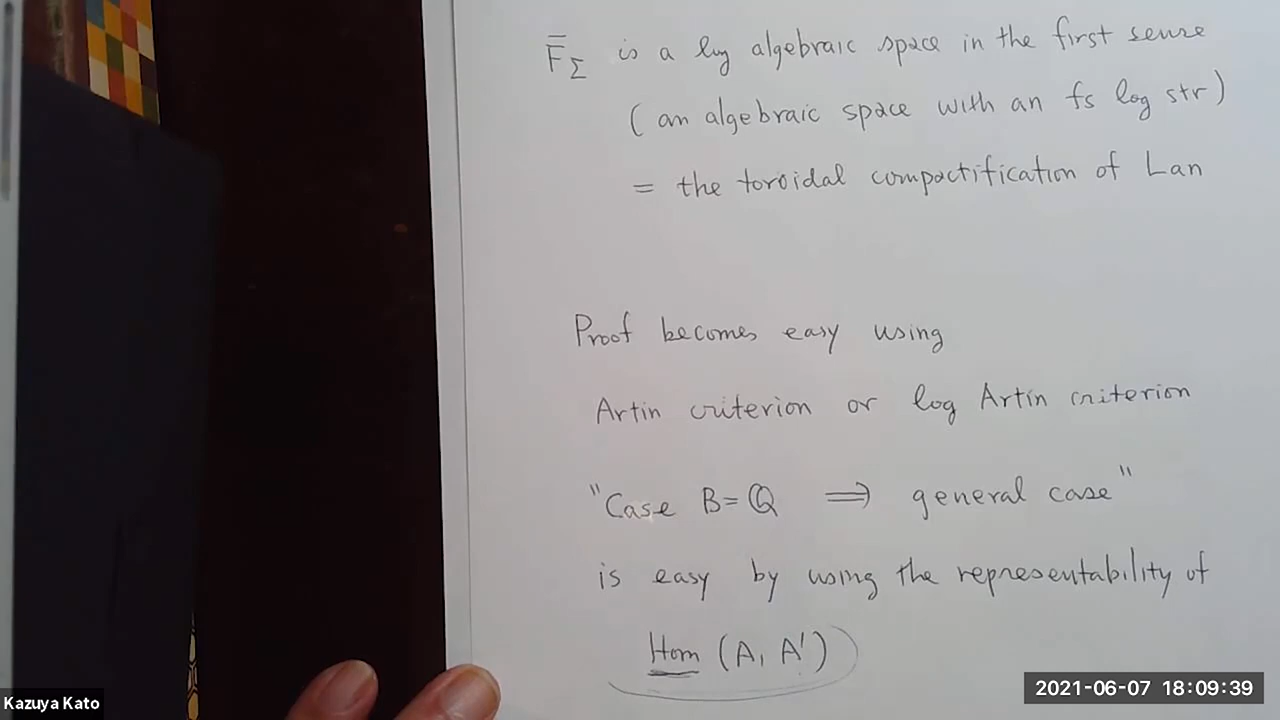 F̄_Σ is a log algebraic space in the first sense
(an algebraic space with an fs log str)
= the toroidal compactification of Lan
Proof becomes easy using
Artin criterion or log Artin criterion
"Case B=ℚ ⟹ general case"
is easy by using the representability of
Hom (A, A')
Kazuya Kato
2021-06-07 18:09:39